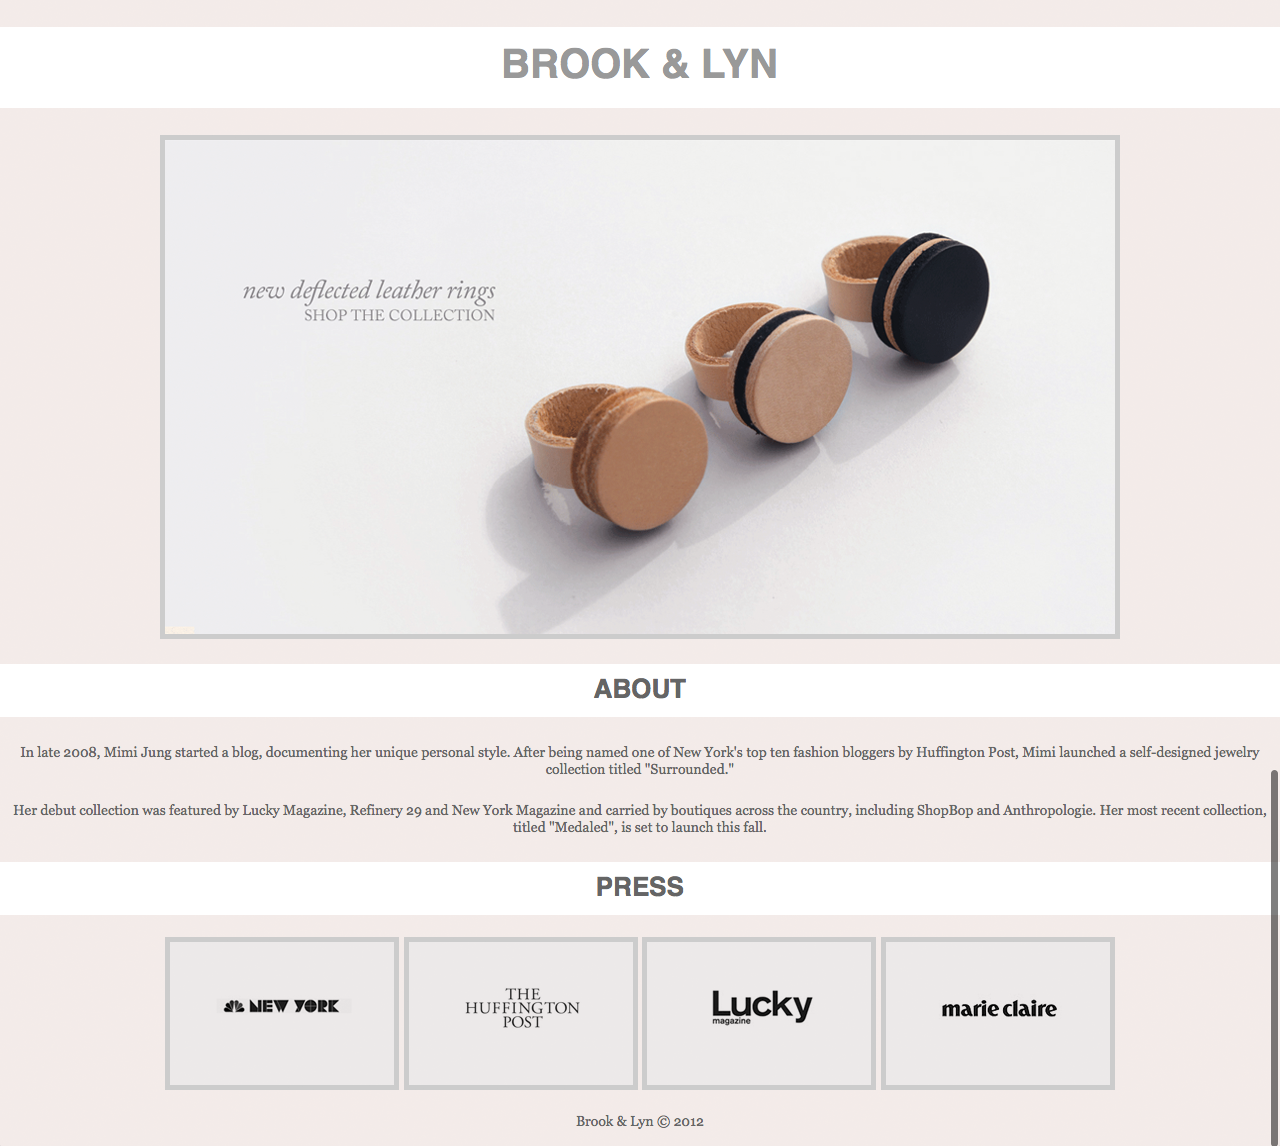 BROOK & LYN
new deflected leather rings
SHOP THE COLLECTION
ABOUT
In late 2008, Mimi Jung started a blog, documenting her unique personal style. After being named one of New York's top ten fashion bloggers by Huffington Post, Mimi launched a self-designed jewelry
collection titled "Surrounded."
Her debut collection was featured by Lucky Magazine, Refinery 29 and New York Magazine and carried by boutiques across the country, including ShopBop and Anthropologie. Her most recent collection,
titled "Medaled", is set to launch this fall.
PRESS
NEW YORK
THE
HUFFINGTON
POST
Lucky
magazine
marie claire
Brook & Lyn © 2012